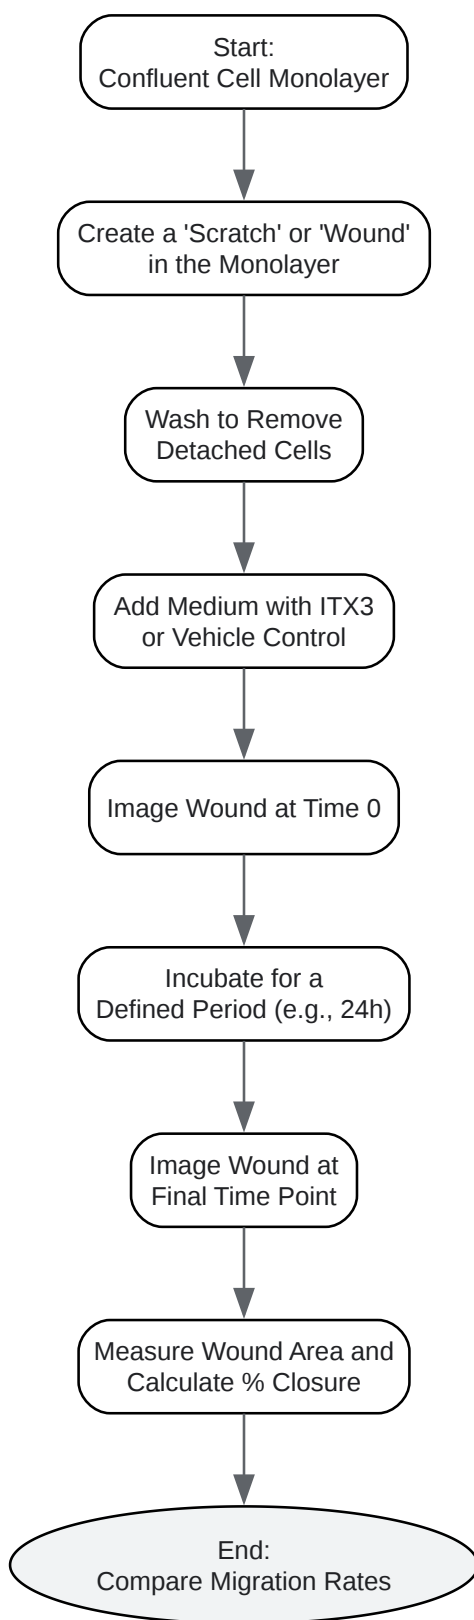 Start:
Confluent Cell Monolayer
Create a 'Scratch' or 'Wound'
in the Monolayer
Wash to Remove
Detached Cells
Add Medium with ITX3
or Vehicle Control
Image Wound at Time 0
Incubate for a
Defined Period (e.g., 24h)
Image Wound at
Final Time Point
Measure Wound Area and
Calculate % Closure
End:
Compare Migration Rates